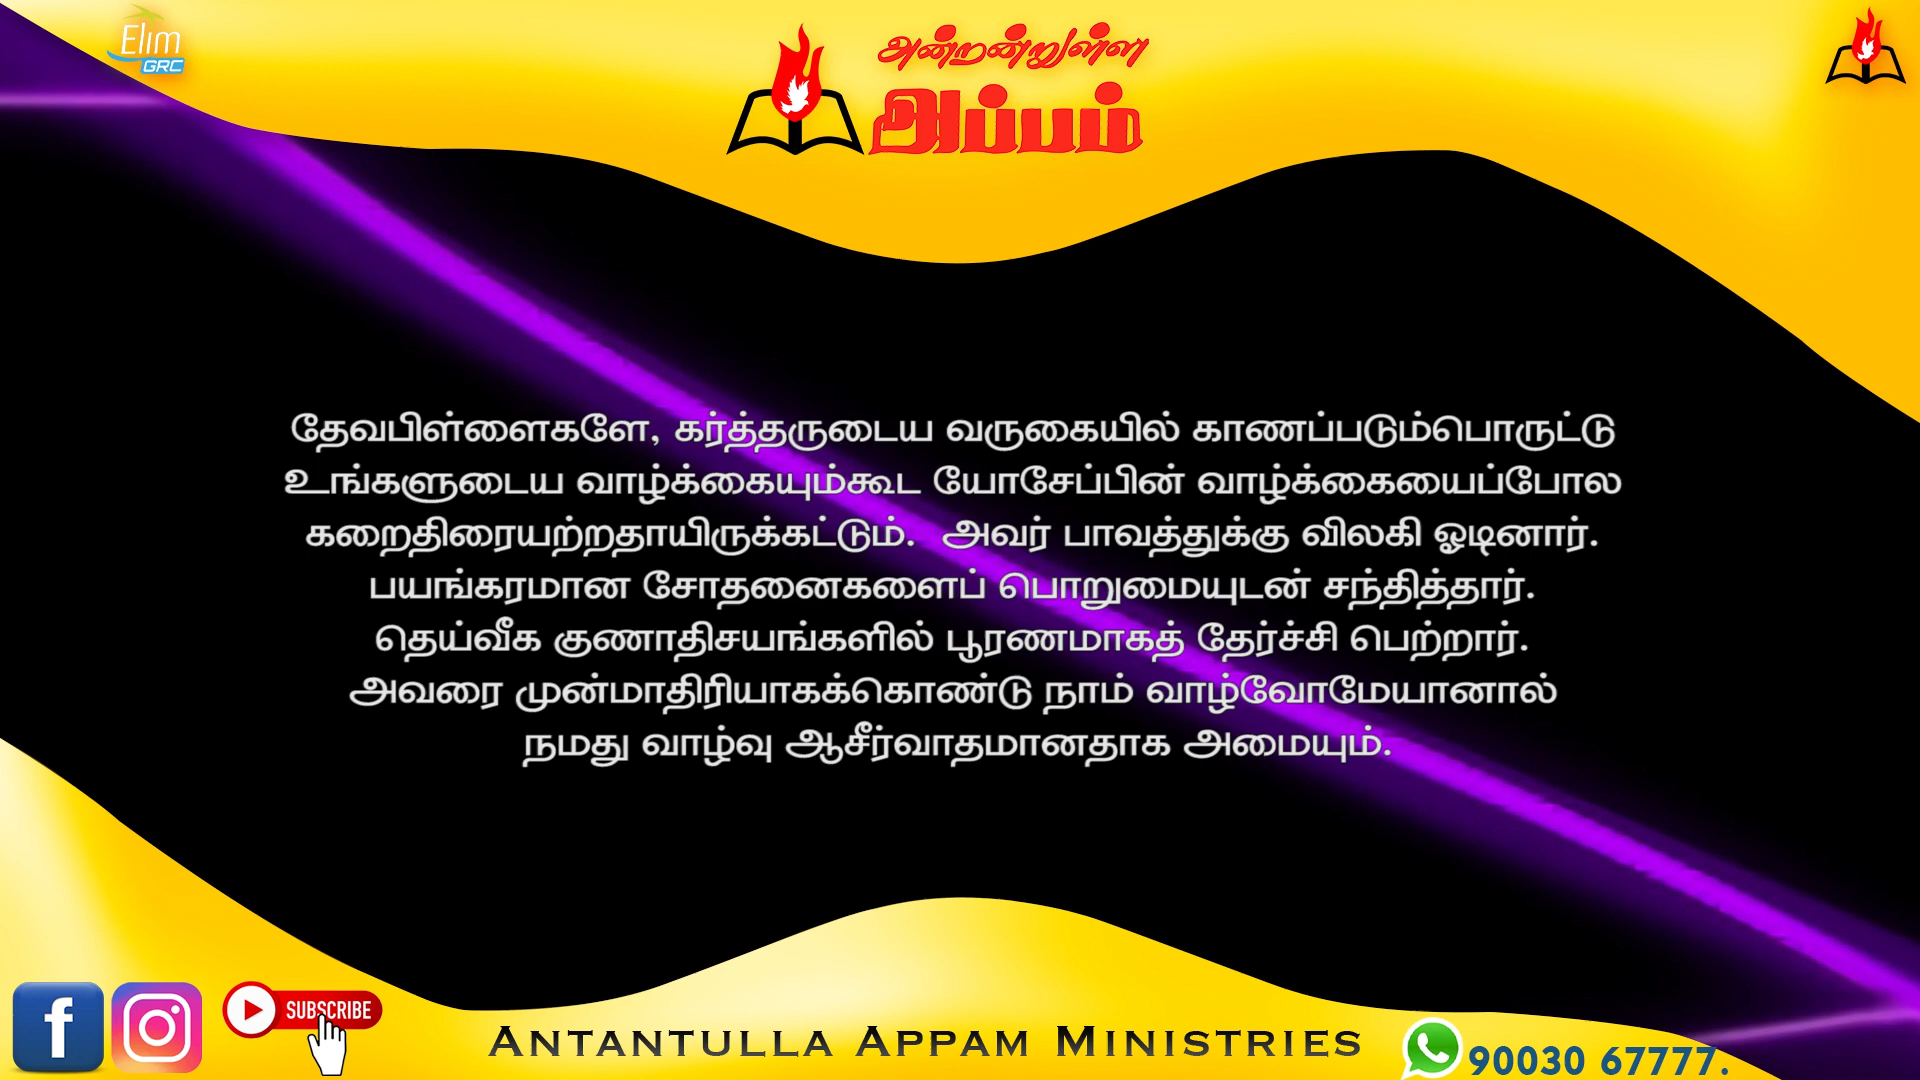 Elim
GRC
அன்றன்றுள்ள
அப்பம்
தேவபிள்ளைகளே, கர்த்தருடைய வருகையில் காணப்படும்பொருட்டு
உங்களுடைய வாழ்க்கையும்கூட யோசேப்பின் வாழ்க்கையைப்போல
கறைதிரையற்றதாயிருக்கட்டும்.  அவர் பாவத்துக்கு விலகி ஓடினார்.
பயங்கரமான சோதனைகளைப் பொறுமையுடன் சந்தித்தார்.
தெய்வீக குணாதிசயங்களில் பூரணமாகத் தேர்ச்சி பெற்றார்.
அவரை முன்மாதிரியாகக்கொண்டு நாம் வாழ்வோமேயானால்
நமது வாழ்வு ஆசீர்வாதமானதாக அமையும்.
SUBSCRIBE
ANTANTULLA APPAM MINISTRIES
90030 67777.